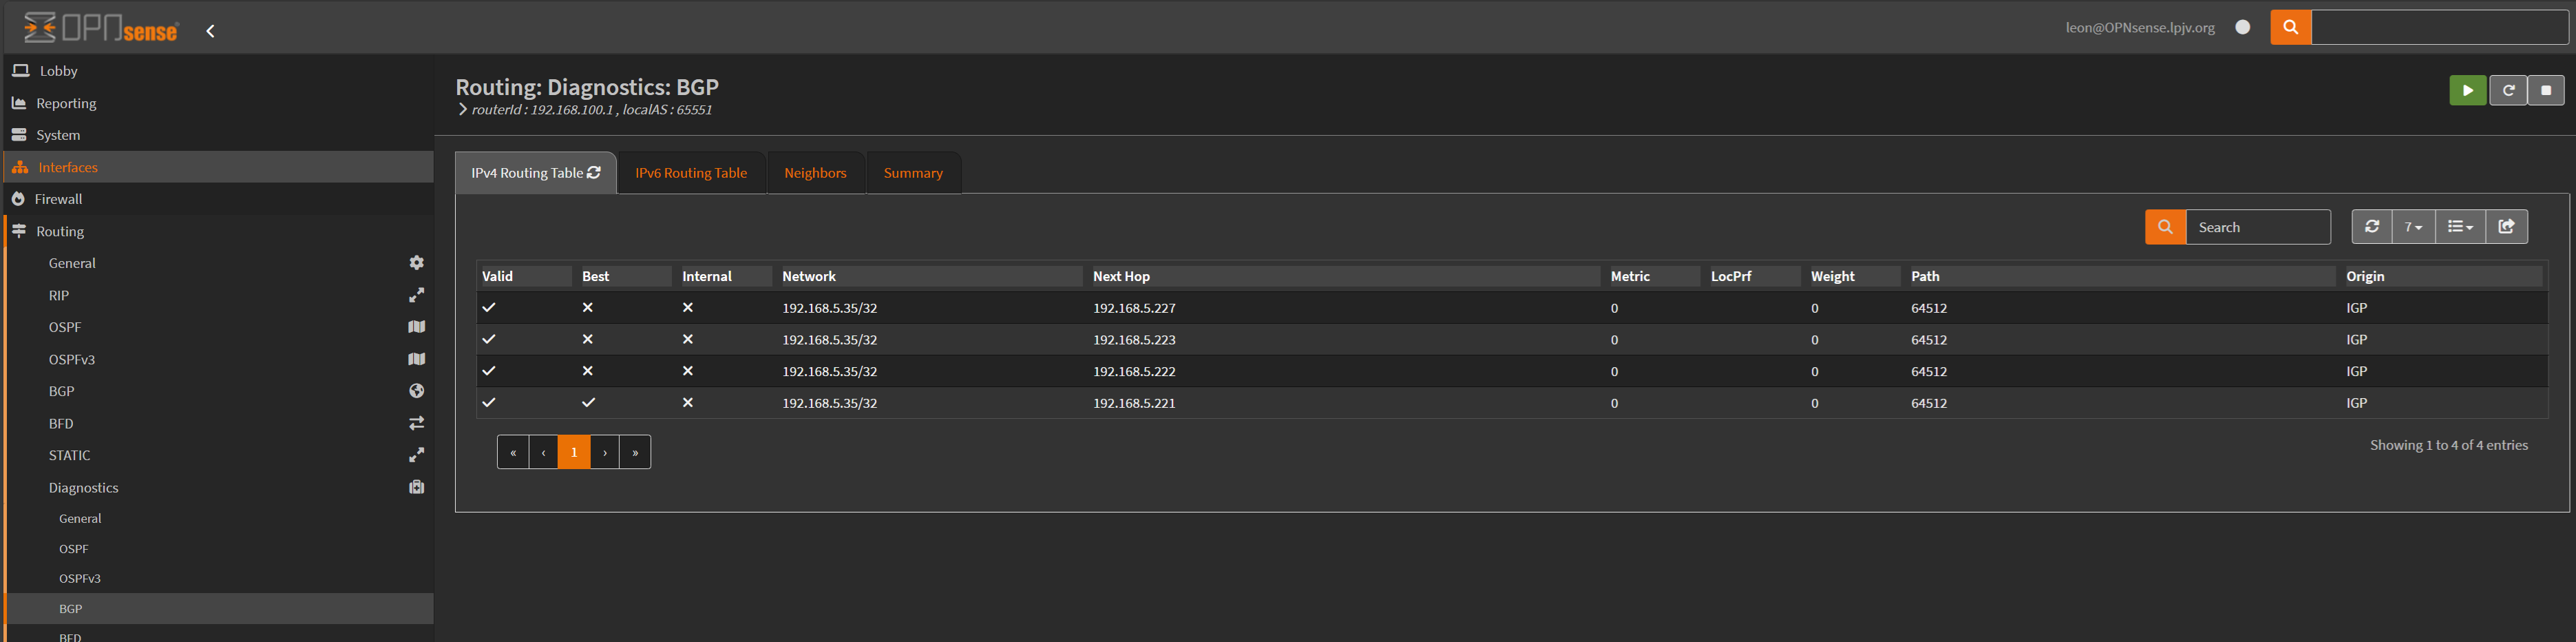 OPNsense
leon@OPNsense.lpjv.org
Lobby
Reporting
System
Interfaces
Firewall
Routing
General
RIP
OSPF
OSPFv3
BGP
BFD
STATIC
Diagnostics
General
OSPF
OSPFv3
BGP
BFD
Routing: Diagnostics: BGP
routerId : 192.168.100.1 , localAS : 65551
IPv4 Routing Table IPv6 Routing Table Neighbors Summary
Search 7
Valid Best Internal Network Next Hop Metric LocPrf Weight Path Origin
192.168.5.35/32 192.168.5.227 0 0 64512 IGP
192.168.5.35/32 192.168.5.223 0 0 64512 IGP
192.168.5.35/32 192.168.5.222 0 0 64512 IGP
192.168.5.35/32 192.168.5.221 0 0 64512 IGP
« ‹ 1 › »
Showing 1 to 4 of 4 entries